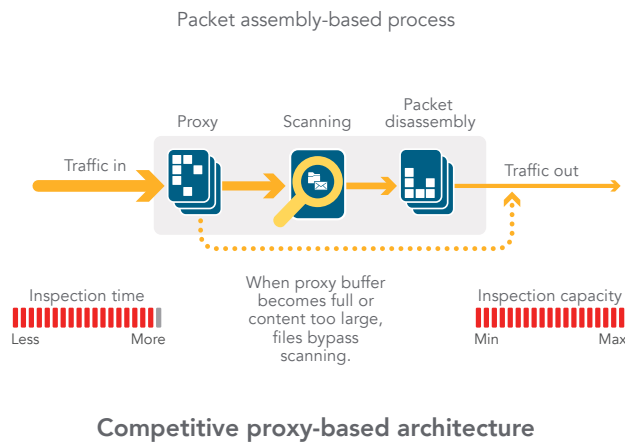 Packet assembly-based process
Proxy
Scanning
Packet
disassembly
Traffic in
Traffic out
When proxy buffer
becomes full or
content too large,
files bypass
scanning.
Inspection time
Less
More
Inspection capacity
Min
Max
Competitive proxy-based architecture